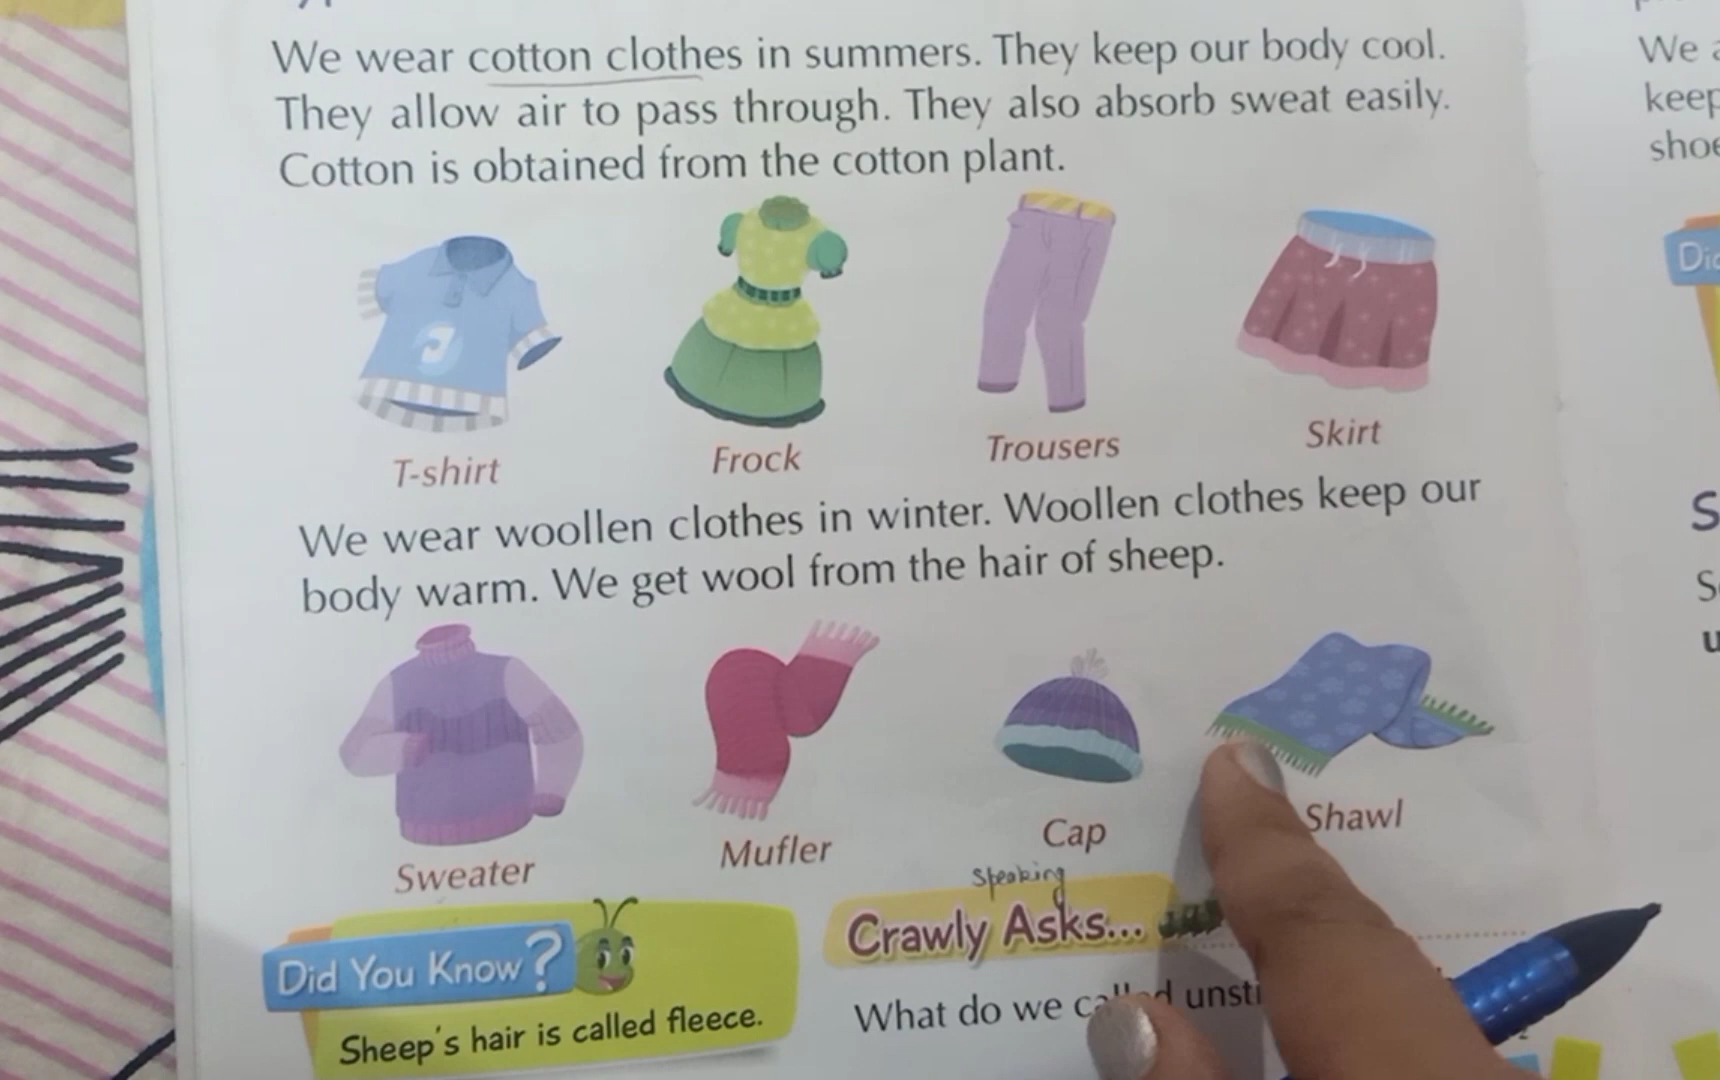 We wear cotton clothes in summers. They keep our body cool.
They allow air to pass through. They also absorb sweat easily.
Cotton is obtained from the cotton plant.
T-shirt
Frock
Trousers
Skirt
We wear woollen clothes in winter. Woollen clothes keep our
body warm. We get wool from the hair of sheep.
Sweater
Mufler
Cap
Shawl
Did You Know?
Sheep's hair is called fleece.
Speaking
Crawly Asks...
What do we called
We
keep